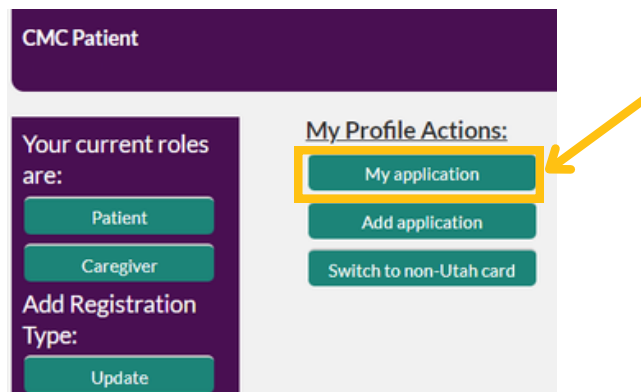 CMC Patient
Your current roles
are:
Patient
Caregiver
Add Registration
Type:
Update
My Profile Actions:
My application
Add application
Switch to non-Utah card